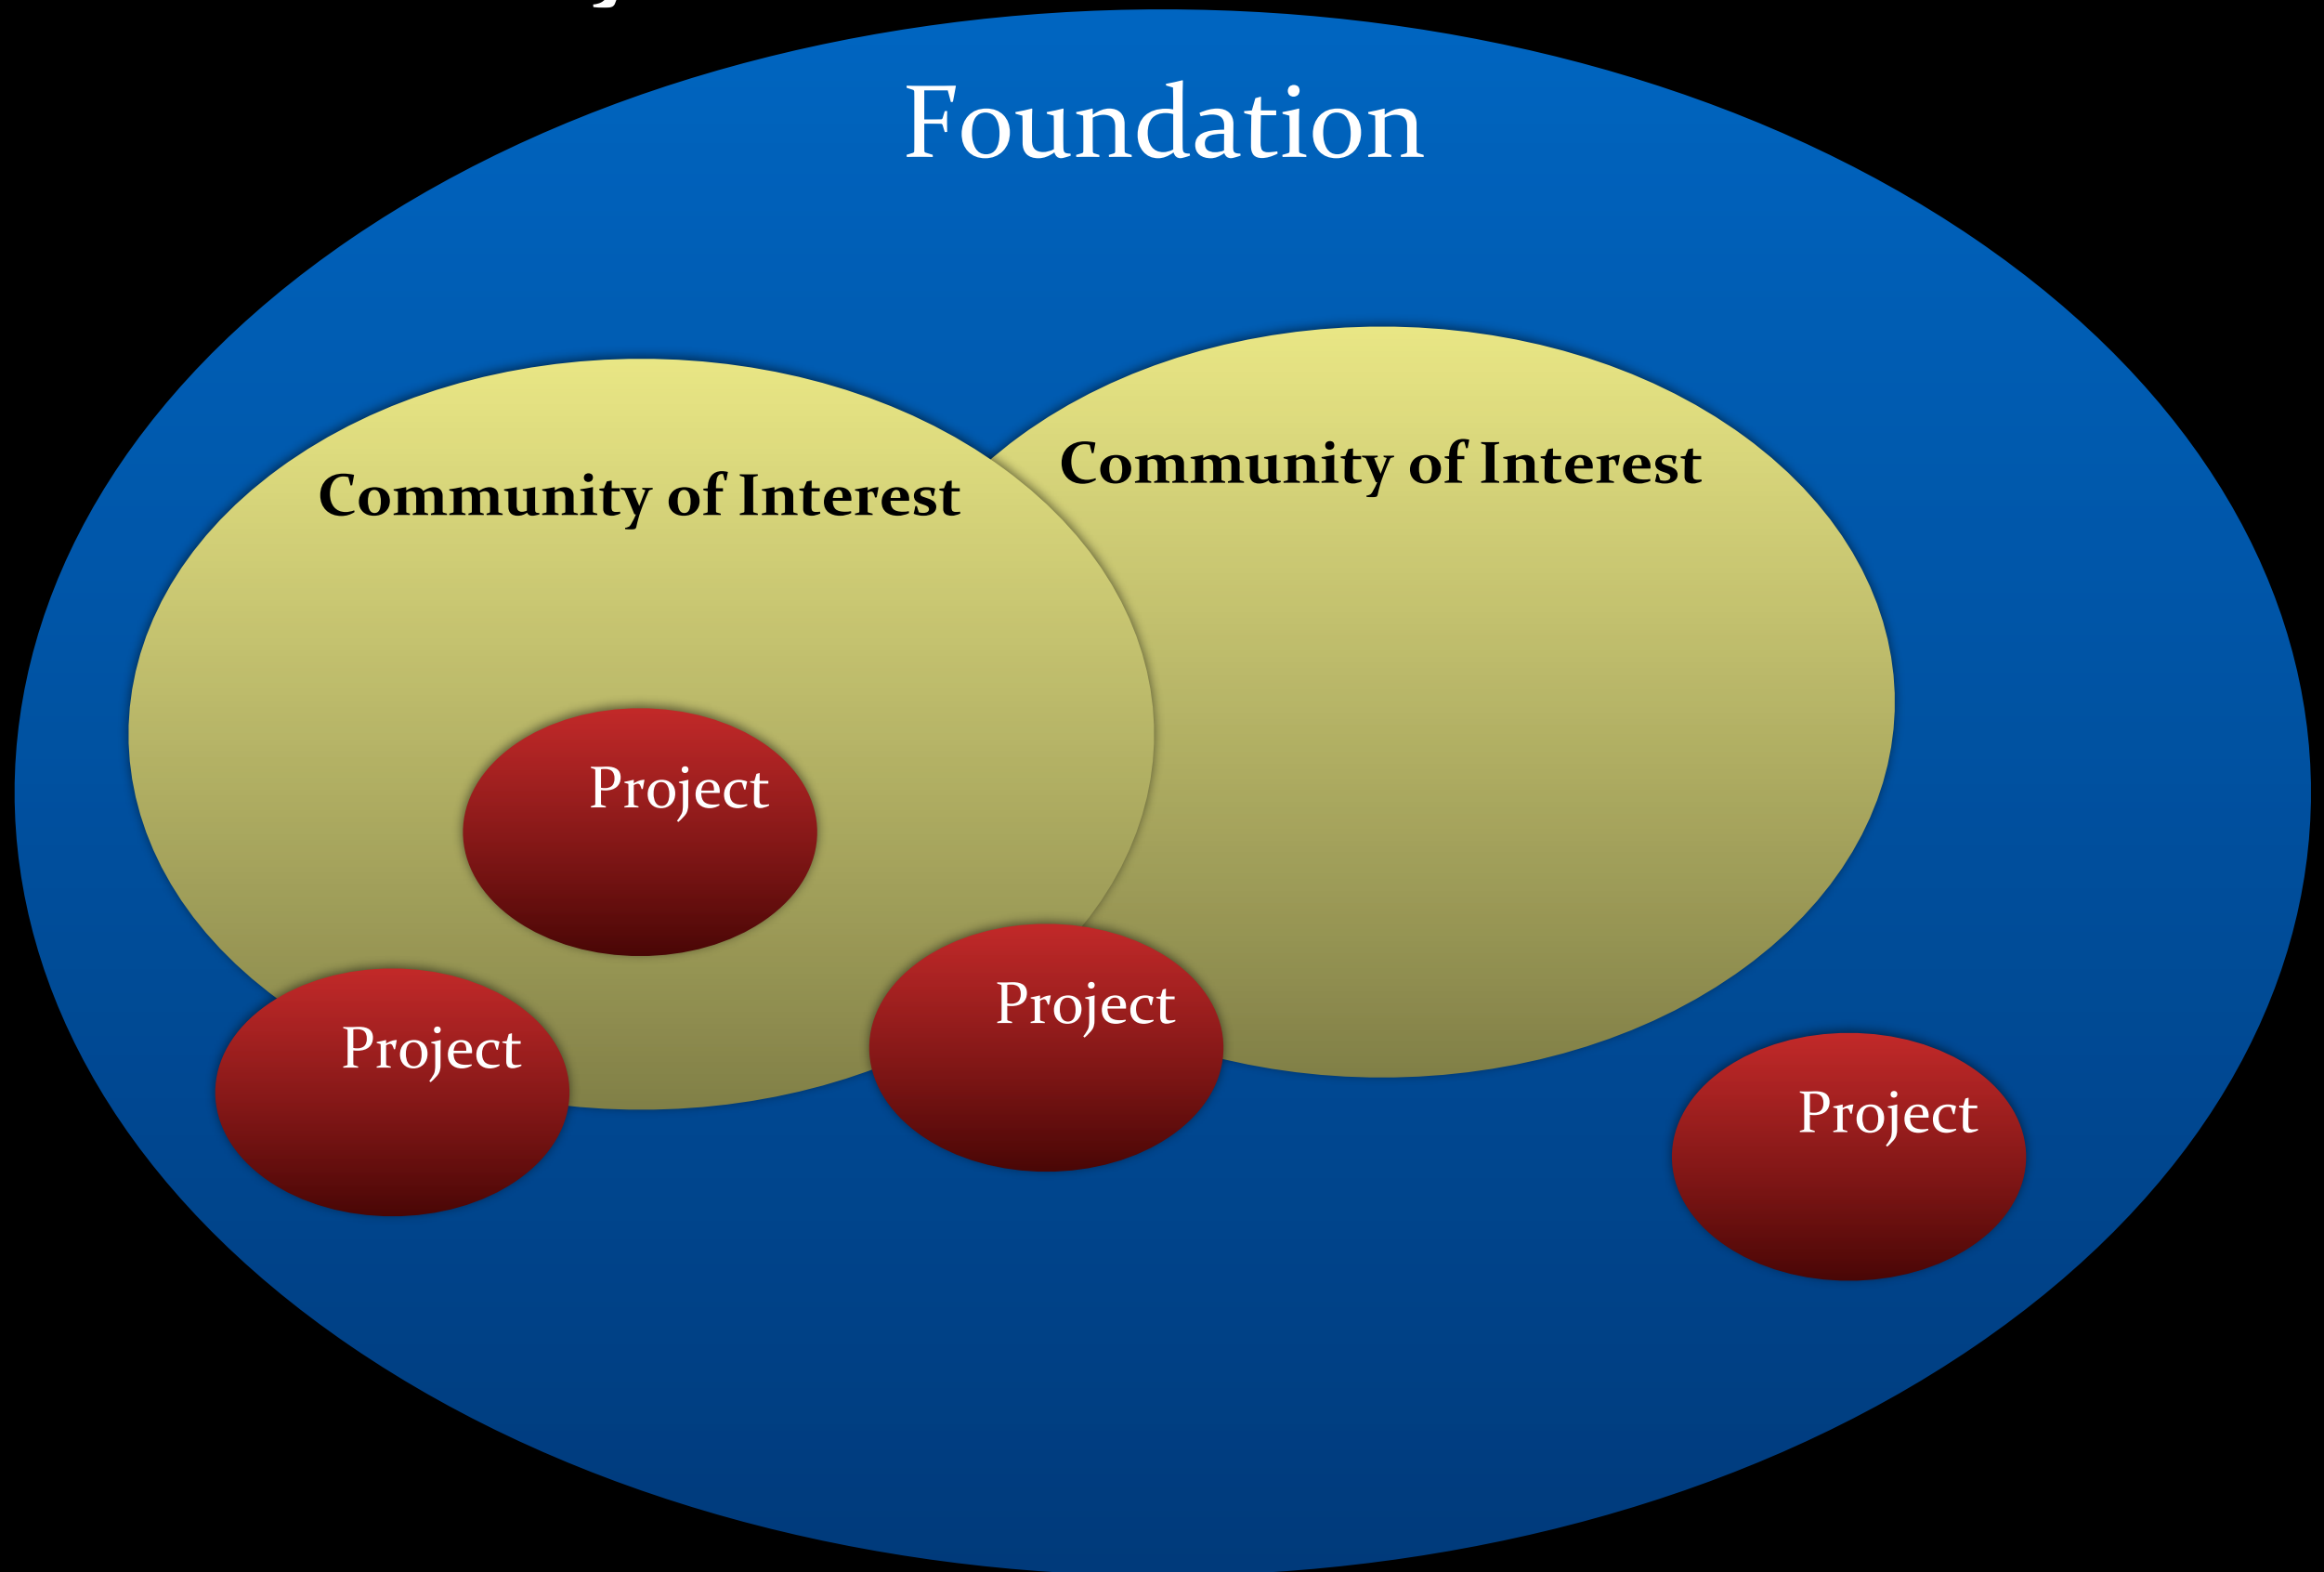 Foundation
Community of Interest
Community of Interest
Project
Project
Project
Project